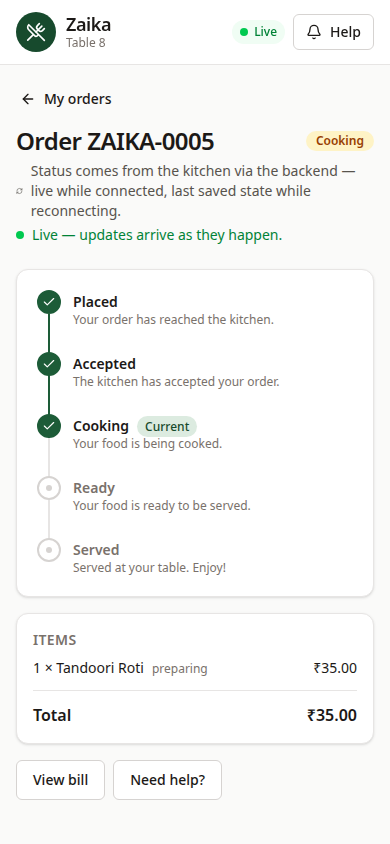 Zaika
Table 8
Live
Help
My orders
Order ZAIKA-0005
Cooking
Status comes from the kitchen via the backend —
live while connected, last saved state while
reconnecting.
Live — updates arrive as they happen.
Placed
Your order has reached the kitchen.
Accepted
The kitchen has accepted your order.
Cooking Current
Your food is being cooked.
Ready
Your food is ready to be served.
Served
Served at your table. Enjoy!
ITEMS
1 × Tandoori Roti preparing ₹35.00
Total ₹35.00
View bill
Need help?